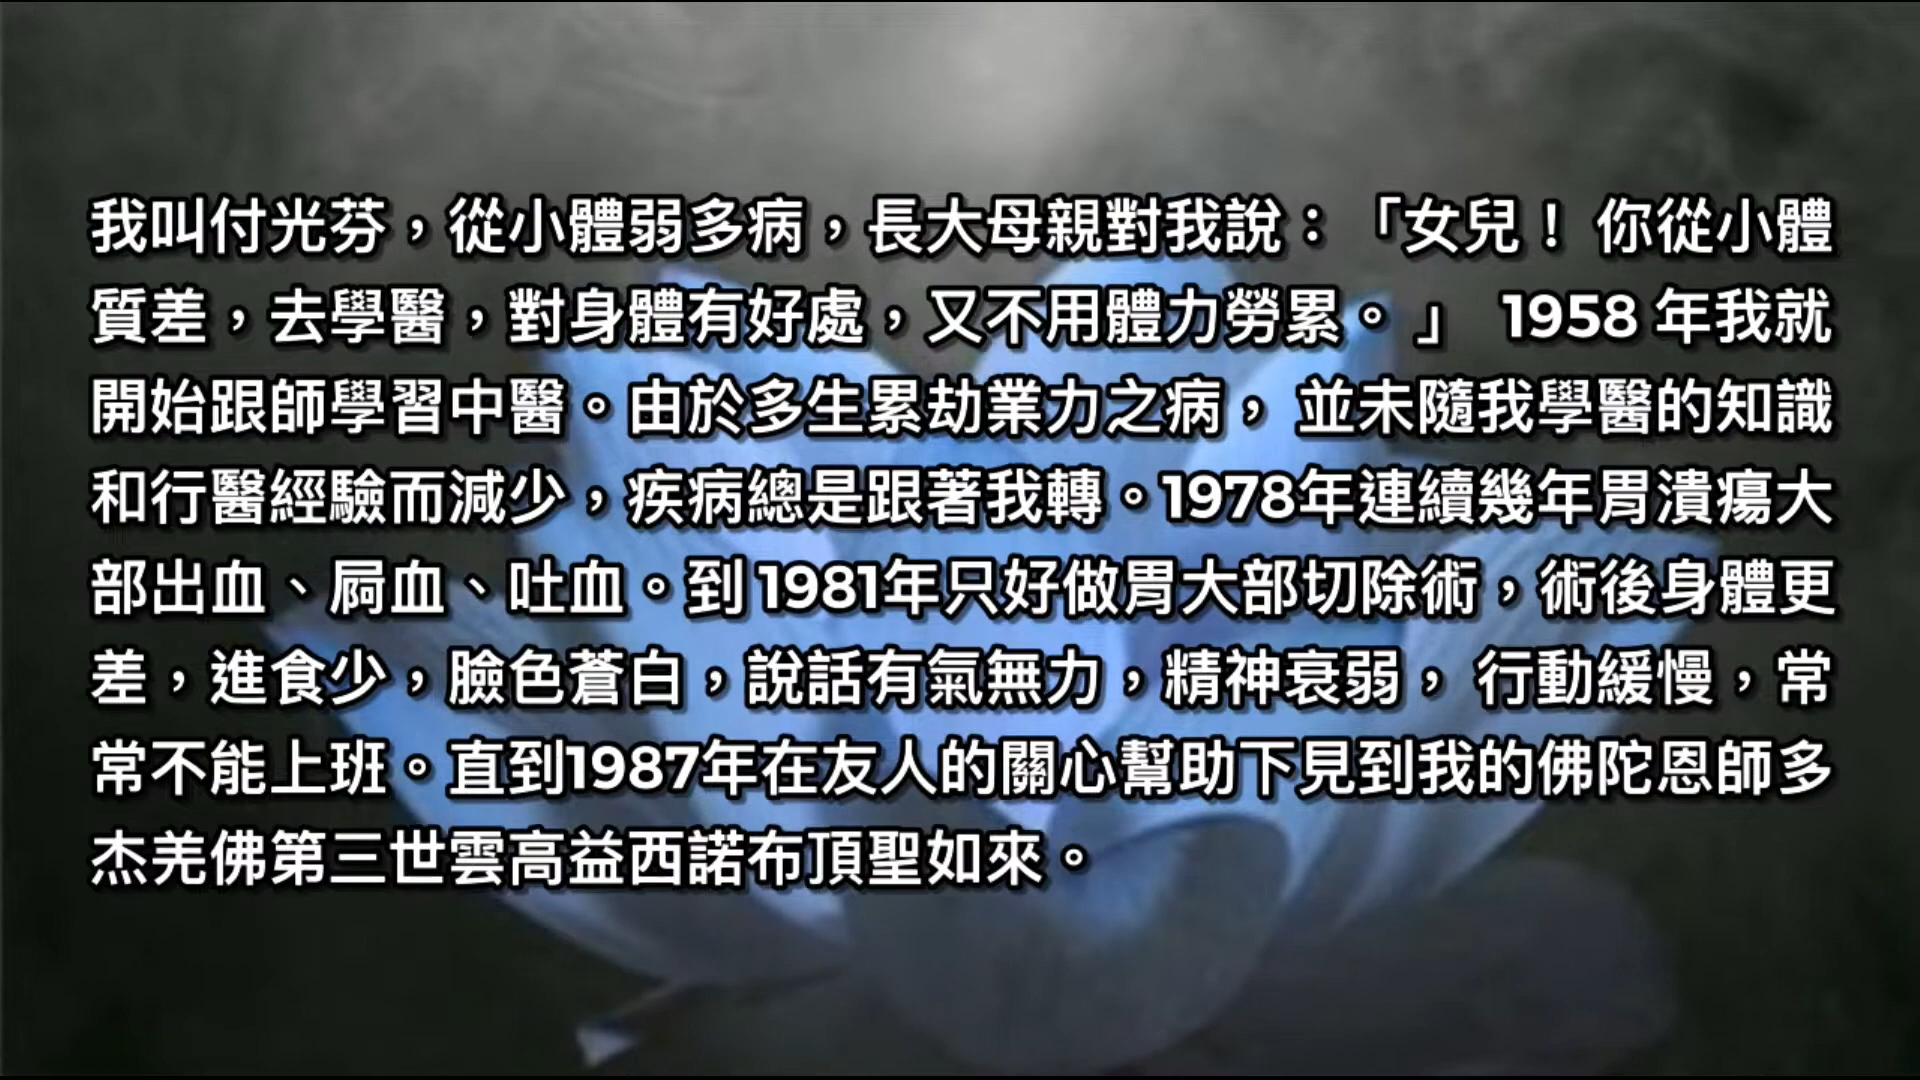 我叫付光芬，從小體弱多病，長大母親對我說：「女兒！ 你從小體
質差，去學醫，對身體有好處，又不用體力勞累。」 1958 年我就
開始跟師學習中醫。由於多生累劫業力之病， 並未隨我學醫的知識
和行醫經驗而減少，疾病總是跟著我轉。1978年連續幾年胃潰瘍大
部出血、屙血、吐血。到 1981年只好做胃大部切除術，術後身體更
差，進食少，臉色蒼白，說話有氣無力，精神衰弱， 行動緩慢，常
常不能上班。直到1987年在友人的關心幫助下見到我的佛陀恩師多
杰羌佛第三世雲高益西諾布頂聖如來。